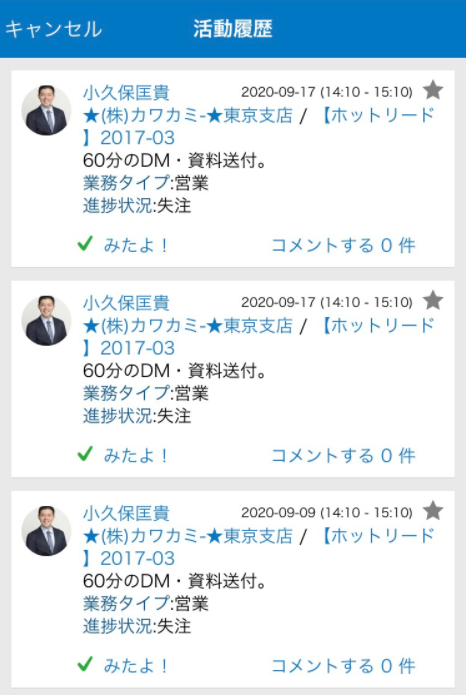 キャンセル 活動履歴
小久保匡貴 2020-09-17 (14:10 - 15:10)
★(株)カワカミ-★東京支店 / 【ホットリード
】2017-03
60分のDM・資料送付。
業務タイプ:営業
進捗状況:失注
みたよ！ コメントする 0 件
小久保匡貴 2020-09-17 (14:10 - 15:10)
★(株)カワカミ-★東京支店 / 【ホットリード
】2017-03
60分のDM・資料送付。
業務タイプ:営業
進捗状況:失注
みたよ！ コメントする 0 件
小久保匡貴 2020-09-09 (14:10 - 15:10)
★(株)カワカミ-★東京支店 / 【ホットリード
】2017-03
60分のDM・資料送付。
業務タイプ:営業
進捗状況:失注
みたよ！ コメントする 0 件